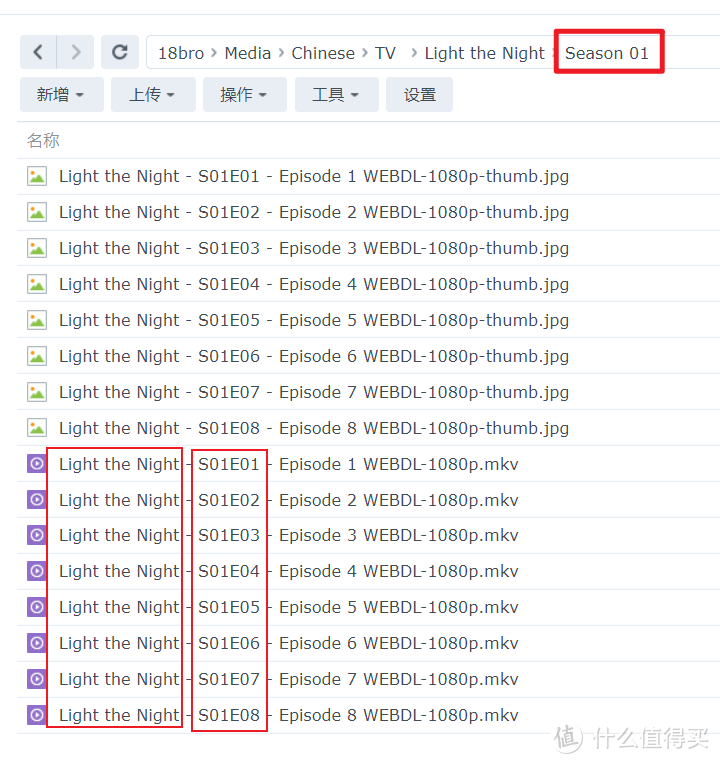 18bro › Media › Chinese › TV › Light the Night › Season 01
新增 上传 操作 工具 设置
名称
Light the Night - S01E01 - Episode 1 WEBDL-1080p-thumb.jpg
Light the Night - S01E02 - Episode 2 WEBDL-1080p-thumb.jpg
Light the Night - S01E03 - Episode 3 WEBDL-1080p-thumb.jpg
Light the Night - S01E04 - Episode 4 WEBDL-1080p-thumb.jpg
Light the Night - S01E05 - Episode 5 WEBDL-1080p-thumb.jpg
Light the Night - S01E06 - Episode 6 WEBDL-1080p-thumb.jpg
Light the Night - S01E07 - Episode 7 WEBDL-1080p-thumb.jpg
Light the Night - S01E08 - Episode 8 WEBDL-1080p-thumb.jpg
Light the Night - S01E01 - Episode 1 WEBDL-1080p.mkv
Light the Night - S01E02 - Episode 2 WEBDL-1080p.mkv
Light the Night - S01E03 - Episode 3 WEBDL-1080p.mkv
Light the Night - S01E04 - Episode 4 WEBDL-1080p.mkv
Light the Night - S01E05 - Episode 5 WEBDL-1080p.mkv
Light the Night - S01E06 - Episode 6 WEBDL-1080p.mkv
Light the Night - S01E07 - Episode 7 WEBDL-1080p.mkv
Light the Night - S01E08 - Episode 8 WEBDL-1080p.mkv
值 什么值得买